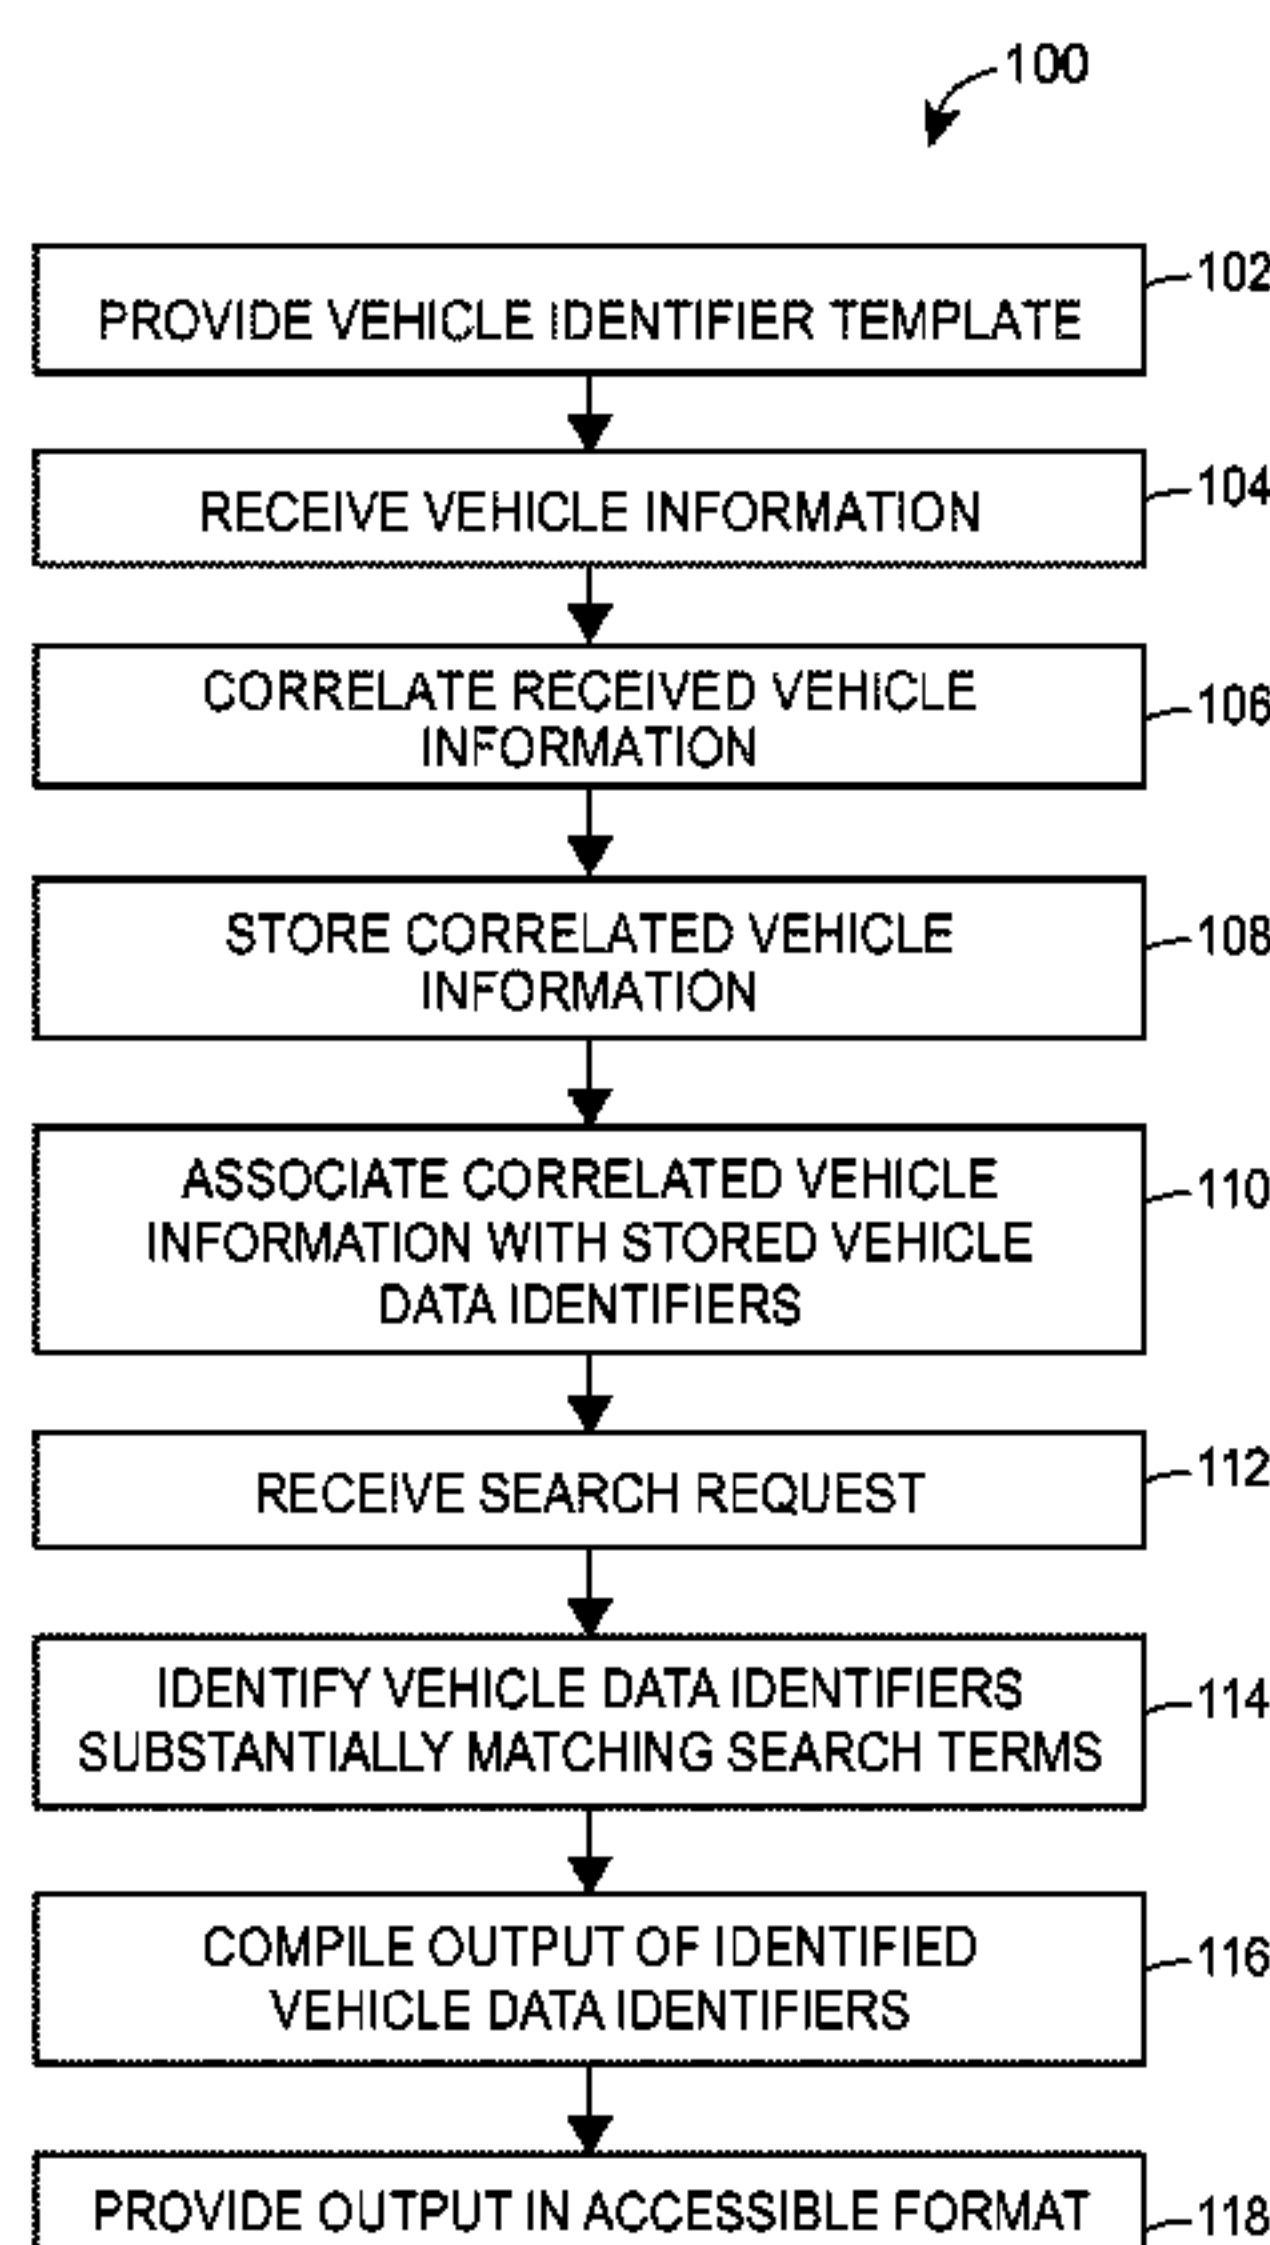 100
PROVIDE VEHICLE IDENTIFIER TEMPLATE
102
RECEIVE VEHICLE INFORMATION
104
CORRELATE RECEIVED VEHICLE
INFORMATION
106
STORE CORRELATED VEHICLE
INFORMATION
108
ASSOCIATE CORRELATED VEHICLE
INFORMATION WITH STORED VEHICLE
DATA IDENTIFIERS
110
RECEIVE SEARCH REQUEST
112
IDENTIFY VEHICLE DATA IDENTIFIERS
SUBSTANTIALLY MATCHING SEARCH TERMS
114
COMPILE OUTPUT OF IDENTIFIED
VEHICLE DATA IDENTIFIERS
116
PROVIDE OUTPUT IN ACCESSIBLE FORMAT
118